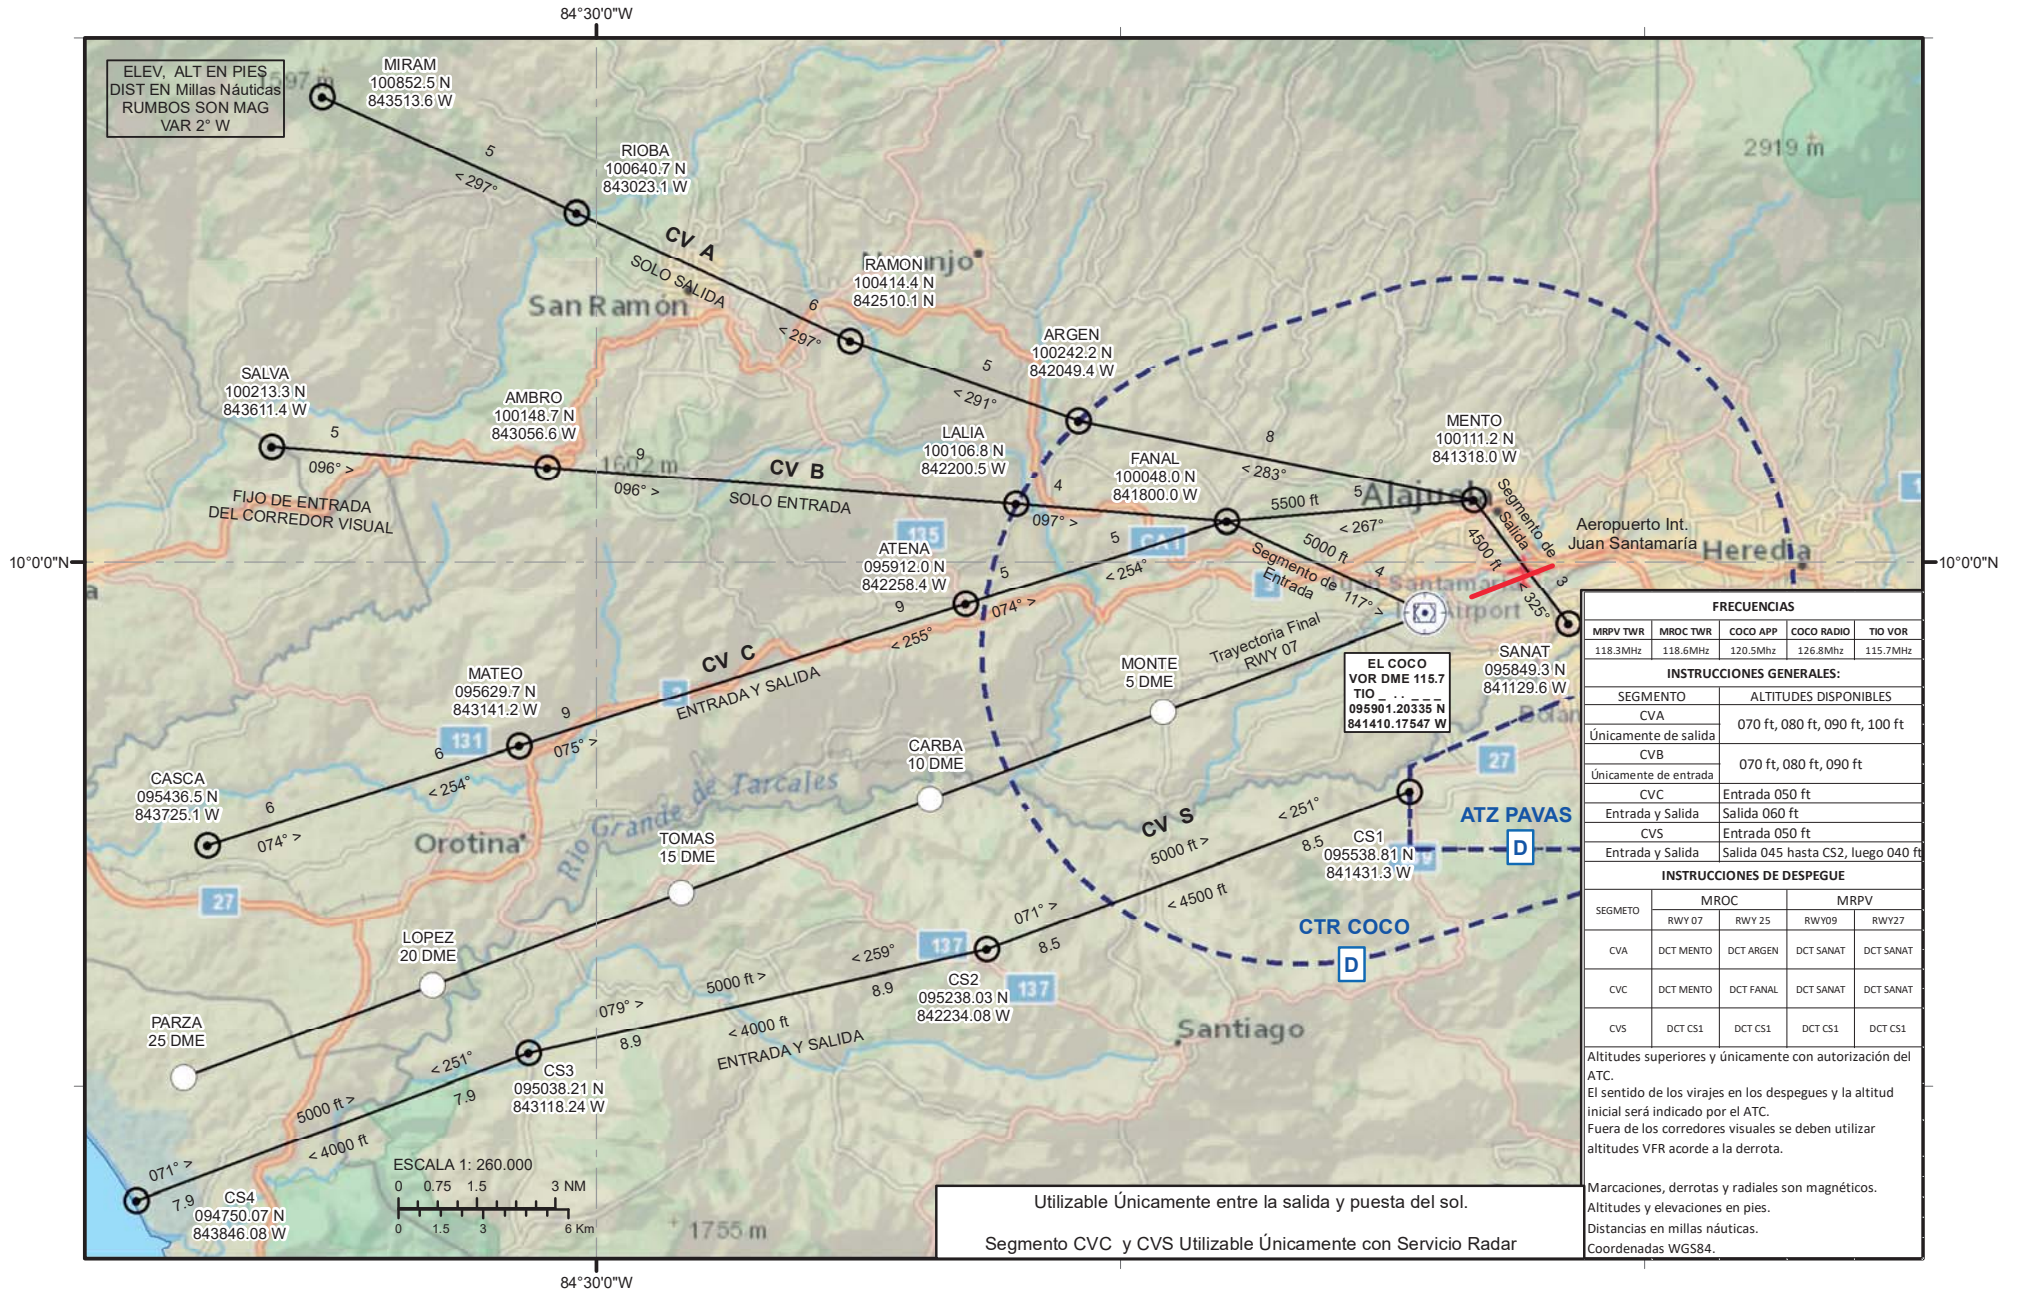 84°30'0"W
ELEV, ALT EN PIES
DIST EN Millas Náuticas
RUMBOS SON MAG
VAR 2° W
1597 m
MIRAM
100852.5 N
843513.6 W
5
< 297°
RIOBA
100640.7 N
843023.1 W
CV A
SOLO SALIDA
San Ramón
6
< 297°
RAMON
100414.4 N
842510.1 N
5
< 291°
ARGEN
100242.2 N
842049.4 W
8
< 283°
2919 m
SALVA
100213.3 N
843611.4 W
5
096° >
FIJO DE ENTRADA
DEL CORREDOR VISUAL
AMBRO
100148.7 N
843056.6 W
9
1602 m
096° >
CV B
SOLO ENTRADA
LALIA
100106.8 N
842200.5 W
4
097° >
FANAL
100048.0 N
841800.0 W
5500 ft
5
< 267°
MENTO
100111.2 N
841318.0 W
Alajuela
Segmento de
Salida
4500 ft
< 325°
3
Aeropuerto Int.
Juan Santamaría
Heredia
10°0'0"N
10°0'0"N
135
CA1
5000 ft
4
Segmento de
Entrada
117° >
3
Juan Santamaria
Airport
ATENA
095912.0 N
842258.4 W
5
5
074° >
< 254°
9
< 255°
CV C
ENTRADA Y SALIDA
3
MATEO
095629.7 N
843141.2 W
9
075° >
131
6
< 254°
CASCA
095436.5 N
843725.1 W
6
074° >
Trayectoria Final
RWY 07
MONTE
5 DME
CARBA
10 DME
TOMAS
15 DME
LOPEZ
20 DME
PARZA
25 DME
EL COCO
VOR DME 115.7
TIO _ . . _ _ _
095901.20335 N
841410.17547 W
SANAT
095849.3 N
841129.6 W
Orotina
Rio Grande de Tarcales
27
27
CV S
< 251°
5000 ft >
8.5
CS1
095538.81 N
841431.3 W
ATZ PAVAS
D
< 4500 ft
071° >
8.5
CTR COCO
D
137
137
CS2
095238.03 N
842234.08 W
Santiago
< 259°
5000 ft >
8.9
079° >
8.9
< 4000 ft
ENTRADA Y SALIDA
CS3
095038.21 N
843118.24 W
< 251°
7.9
5000 ft >
< 4000 ft
071° >
7.9
CS4
094750.07 N
843846.08 W
ESCALA 1: 260.000
0 0.75 1.5 3 NM
0 1.5 3 6 Km
1755 m
84°30'0"W
Utilizable Únicamente entre la salida y puesta del sol.
Segmento CVC y CVS Utilizable Únicamente con Servicio Radar
FRECUENCIAS
MRPV TWR MROC TWR COCO APP COCO RADIO TIO VOR
118.3MHz 118.6MHz 120.5Mhz 126.8Mhz 115.7MHz
INSTRUCCIONES GENERALES:
SEGMENTO ALTITUDES DISPONIBLES
CVA
Únicamente de salida
070 ft, 080 ft, 090 ft, 100 ft
CVB
Únicamente de entrada
070 ft, 080 ft, 090 ft
CVC Entrada 050 ft
Entrada y Salida Salida 060 ft
CVS Entrada 050 ft
Entrada y Salida Salida 045 hasta CS2, luego 040 ft
INSTRUCCIONES DE DESPEGUE
SEGMETO MROC MRPV
RWY 07 RWY 25 RWY09 RWY27
CVA DCT MENTO DCT ARGEN DCT SANAT DCT SANAT
CVC DCT MENTO DCT FANAL DCT SANAT DCT SANAT
CVS DCT CS1 DCT CS1 DCT CS1 DCT CS1
Altitudes superiores y únicamente con autorización del
ATC.
El sentido de los virajes en los despegues y la altitud
inicial será indicado por el ATC.
Fuera de los corredores visuales se deben utilizar
altitudes VFR acorde a la derrota.
Marcaciones, derrotas y radiales son magnéticos.
Altitudes y elevaciones en pies.
Distancias en millas náuticas.
Coordenadas WGS84.